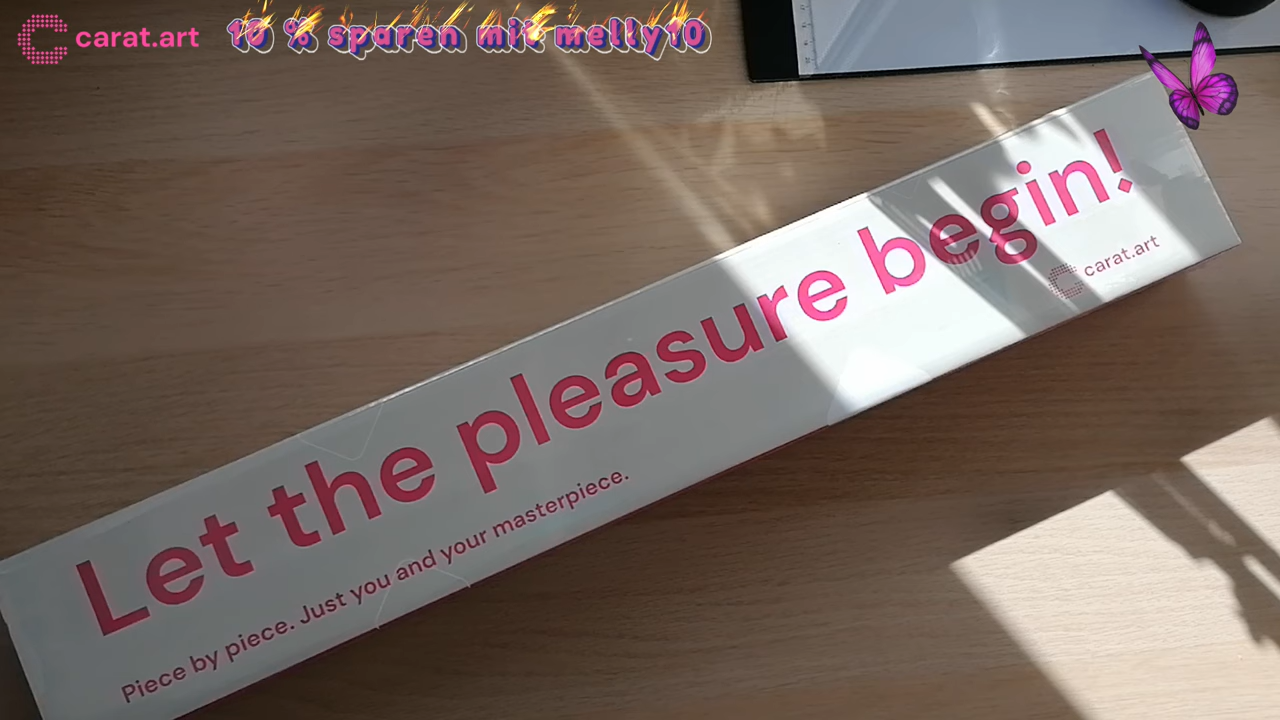 carat.art
10 % sparen mit melly10
Let the pleasure begin!
carat.art
Piece by piece. Just you and your masterpiece.